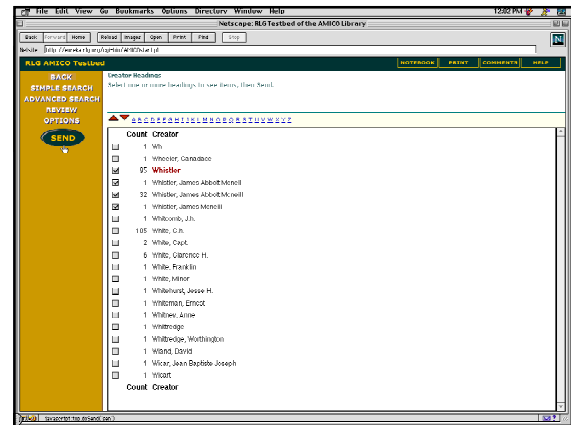 File Edit View Go Bookmarks Options Directory Window Help 12:02 PM
Netscape: RLG Testbed of the AMICO Library
Back Forward Home Reload Images Open Print Find Stop
N
RLG AMICO Testbed NOTEBOOK PRINT COMMENTS HELP
BACK
SIMPLE SEARCH
ADVANCED SEARCH
REVIEW
OPTIONS
SEND
Creator Headings
Select one or more headings to see items, then Send.
A B C D E F G H I J K L M N O P Q R S T U V W X Y Z
Count Creator
1 Wh
1 Wheeler, Canadace
95 Whistler
1 Whistler, James Abbott Mcneil
32 Whistler, James Abbott Mcneill
1 Whistler, James Mcneill
1 Whitcomb, J.h.
105 White, C.h.
2 White, Capt.
6 White, Clarence H.
1 White, Franklin
1 White, Minor
1 Whitehurst, Jesse H.
1 Whiteman, Ernest
1 Whitney, Anne
1 Whittredge
1 Whittredge, Worthington
1 Wiand, David
1 Wicar, Jean Baptiste Joseph
1 Wicart
Count Creator